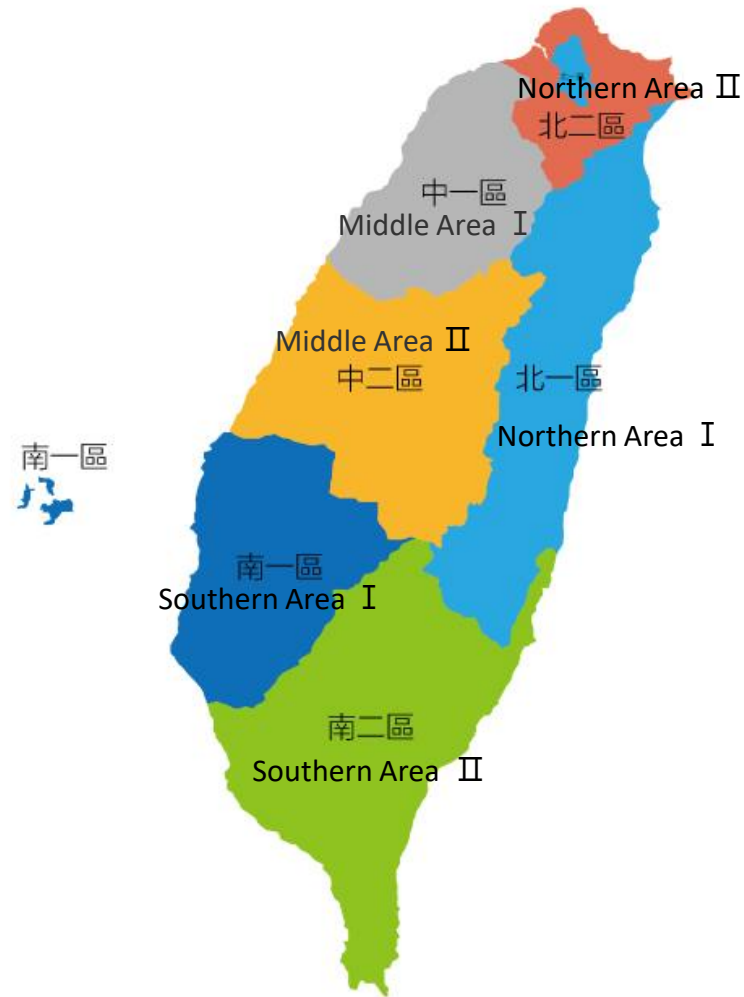 Northern Area Ⅱ
北二區
中一區
Middle Area Ⅰ
Middle Area Ⅱ
中二區
北一區
Northern Area Ⅰ
南一區
南一區
Southern Area Ⅰ
南二區
Southern Area Ⅱ